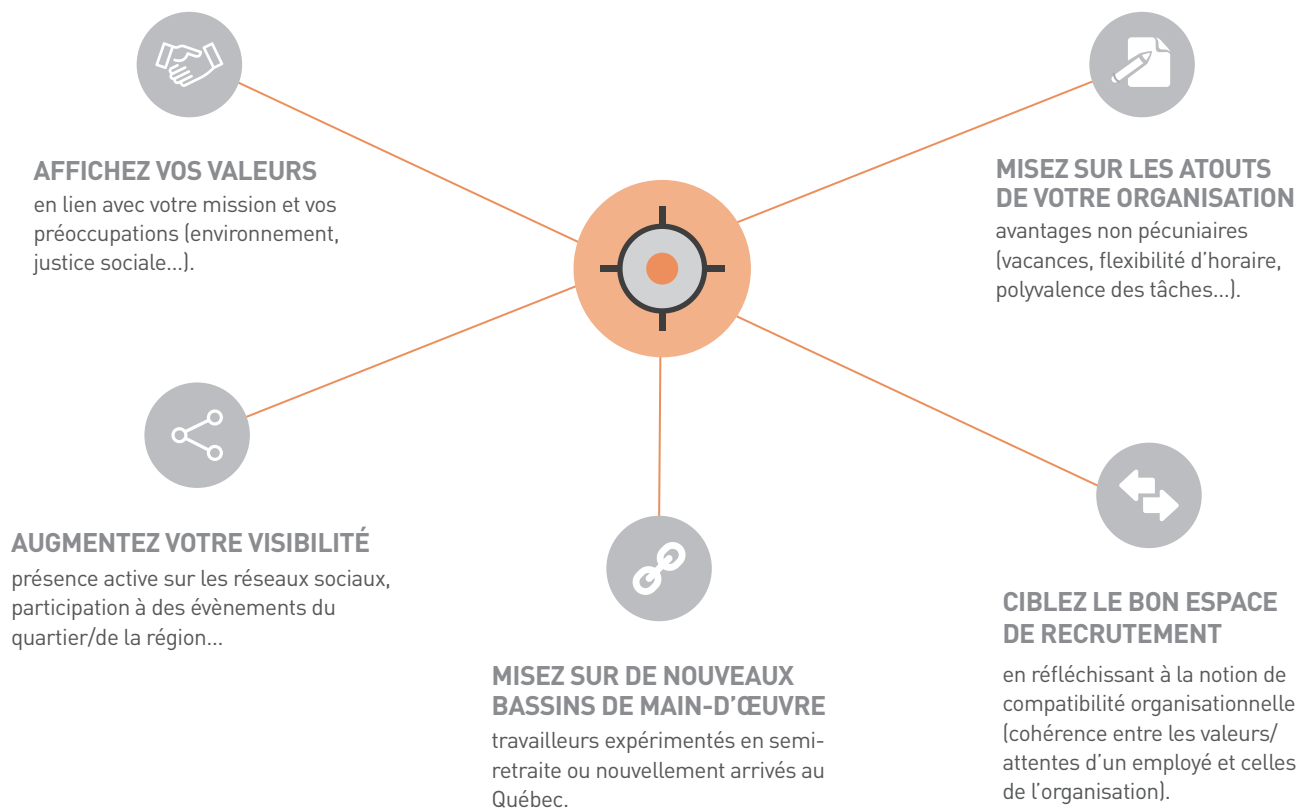 AFFICHEZ VOS VALEURS
en lien avec votre mission et vos
préoccupations (environnement,
justice sociale...).
MISEZ SUR LES ATOUTS
DE VOTRE ORGANISATION
avantages non pécuniaires
(vacances, flexibilité d'horaire,
polyvalence des tâches...).
AUGMENTEZ VOTRE VISIBILITÉ
présence active sur les réseaux sociaux,
participation à des évènements du
quartier/de la région...
MISEZ SUR DE NOUVEAUX
BASSINS DE MAIN-D'ŒUVRE
travailleurs expérimentés en semi-
retraite ou nouvellement arrivés au
Québec.
CIBLEZ LE BON ESPACE
DE RECRUTEMENT
en réfléchissant à la notion de
compatibilité organisationnelle
(cohérence entre les valeurs/
attentes d'un employé et celles
de l'organisation).